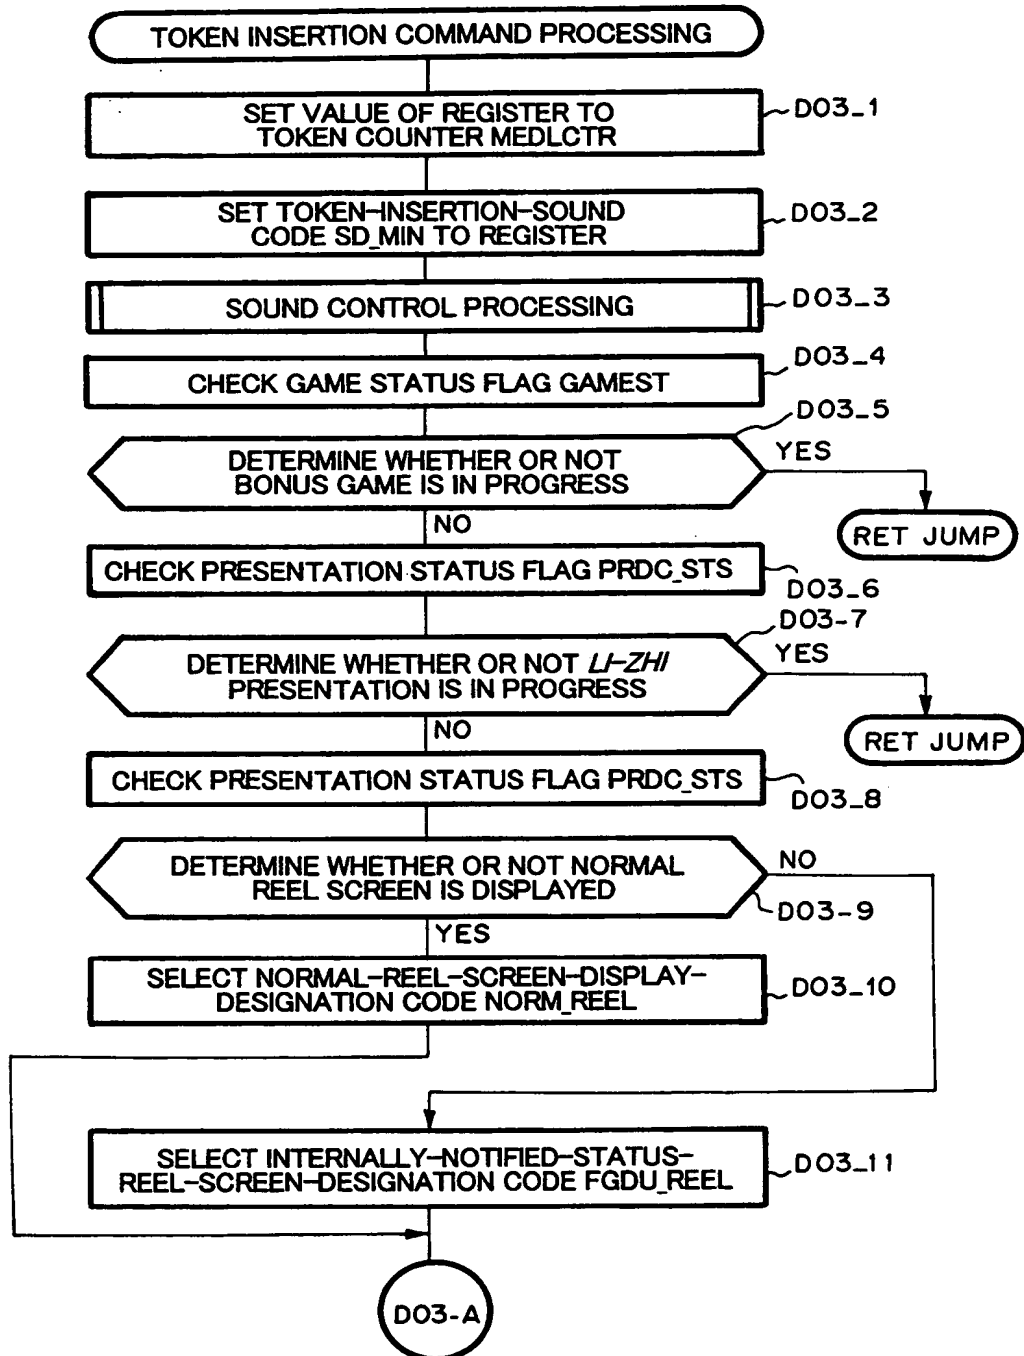 TOKEN INSERTION COMMAND PROCESSING
SET VALUE OF REGISTER TO
TOKEN COUNTER MEDLCTR
D03_1
SET TOKEN-INSERTION-SOUND
CODE SD_MIN TO REGISTER
D03_2
SOUND CONTROL PROCESSING
D03_3
CHECK GAME STATUS FLAG GAMEST
D03_4
D03_5
DETERMINE WHETHER OR NOT
BONUS GAME IS IN PROGRESS
YES
RET JUMP
NO
CHECK PRESENTATION STATUS FLAG PRDC_STS
D03_6
D03-7
DETERMINE WHETHER OR NOT LI-ZHI
PRESENTATION IS IN PROGRESS
YES
RET JUMP
NO
CHECK PRESENTATION STATUS FLAG PRDC_STS
D03_8
DETERMINE WHETHER OR NOT NORMAL
REEL SCREEN IS DISPLAYED
NO
D03-9
YES
SELECT NORMAL-REEL-SCREEN-DISPLAY-
DESIGNATION CODE NORM_REEL
D03_10
SELECT INTERNALLY-NOTIFIED-STATUS-
REEL-SCREEN-DESIGNATION CODE FGDU_REEL
D03_11
D03-A